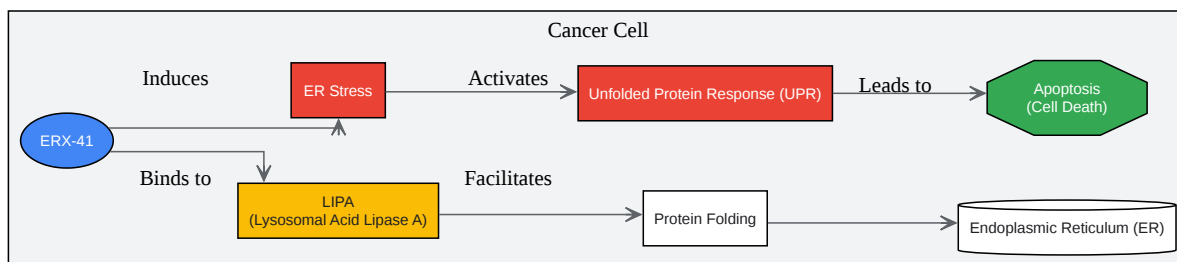 Cancer Cell
Induces
Activates
Leads to
ER Stress
Unfolded Protein Response (UPR)
Apoptosis
(Cell Death)
ERX-41
Binds to
Facilitates
LIPA
(Lysosomal Acid Lipase A)
Protein Folding
Endoplasmic Reticulum (ER)